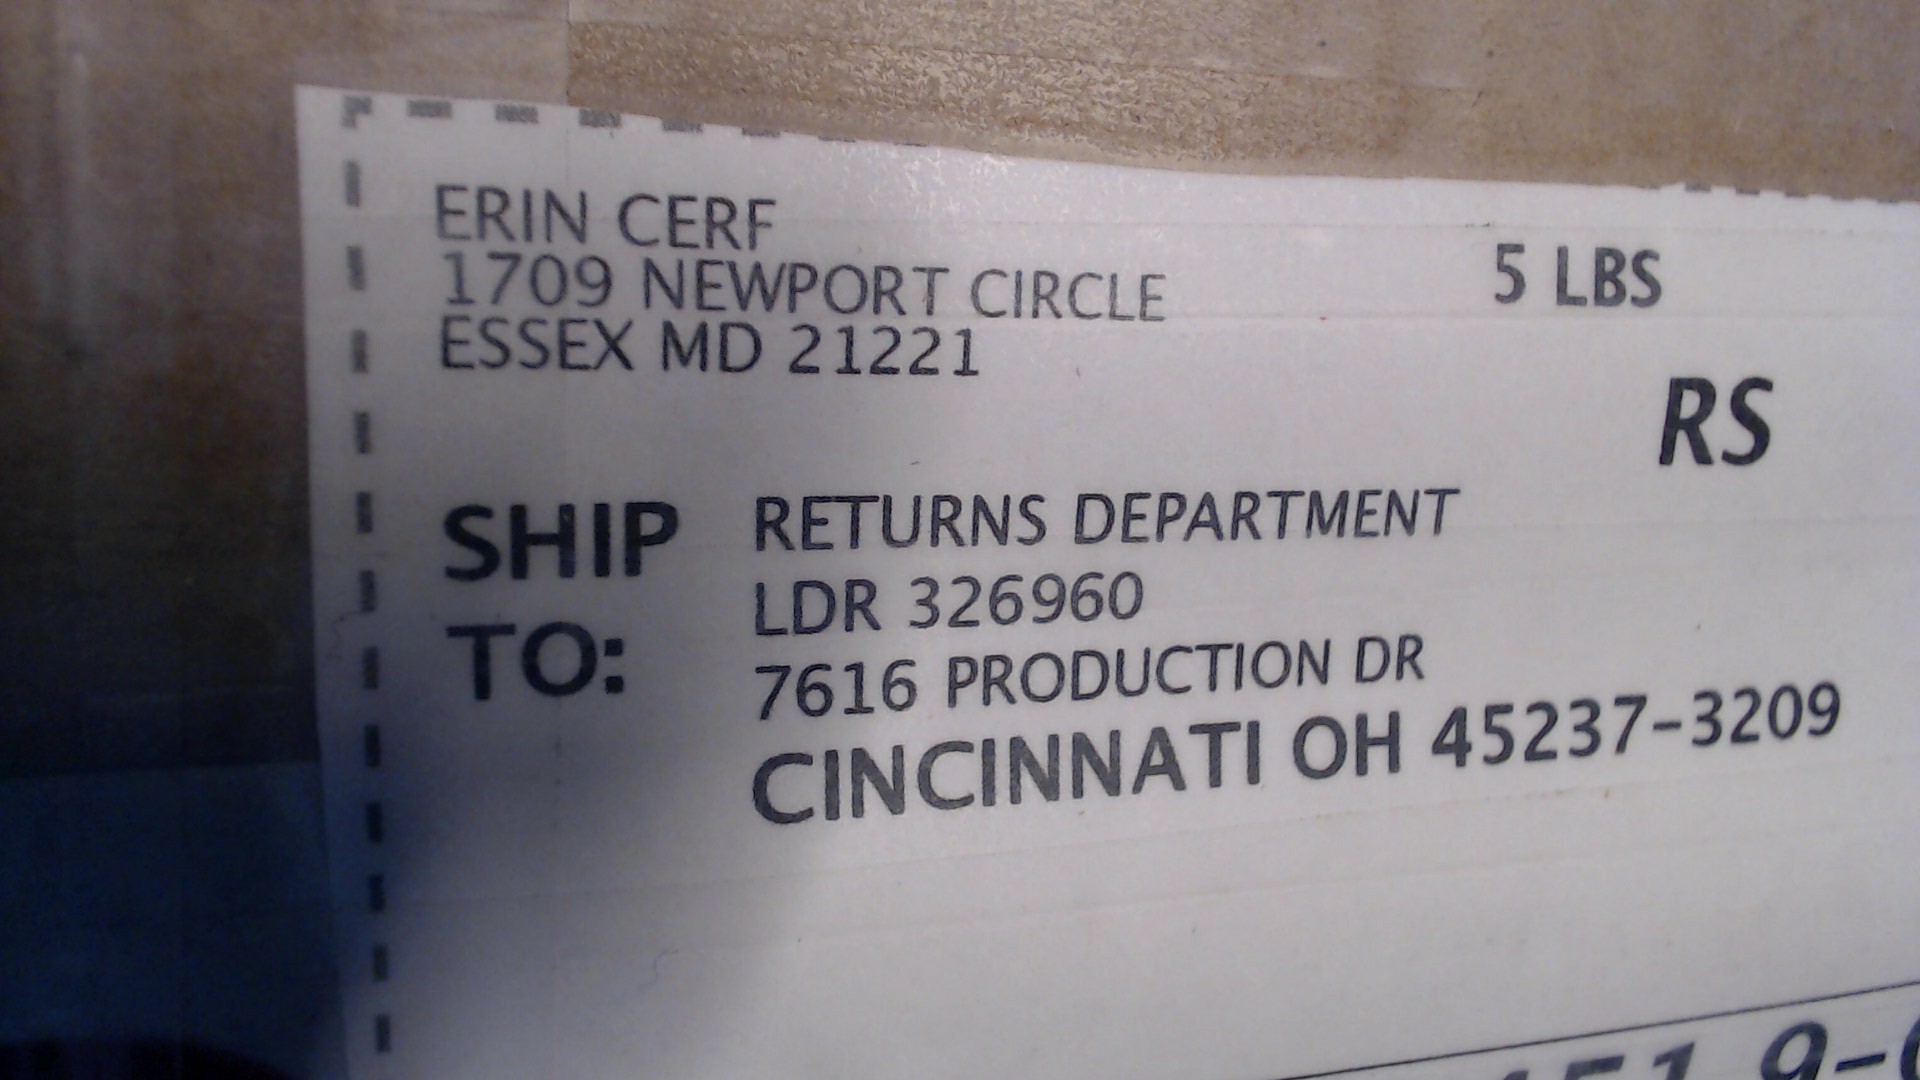 ERIN CERF
1709 NEWPORT CIRCLE
ESSEX MD 21221
5 LBS
RS
SHIP TO:
RETURNS DEPARTMENT
LDR 326960
7616 PRODUCTION DR
CINCINNATI OH 45237-3209